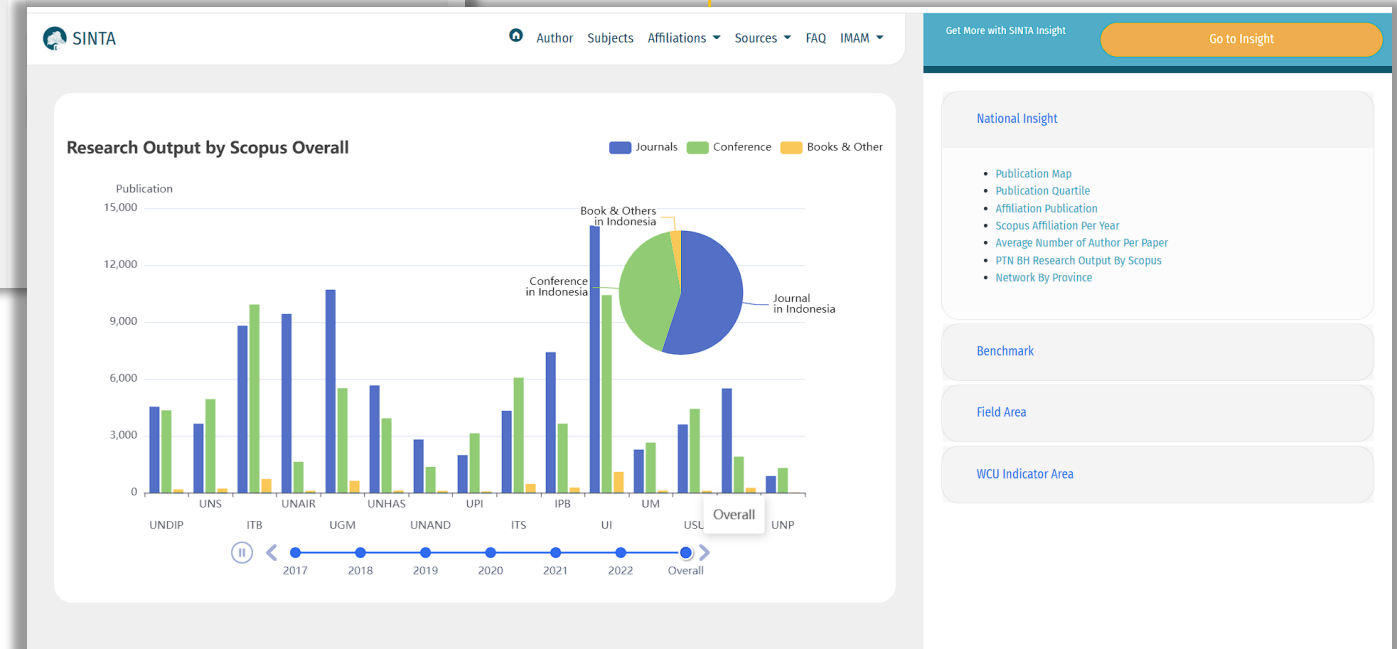 SINTA
Author Subjects Affiliations Sources FAQ IMAM
Get More with SINTA Insight
Go to Insight
Research Output by Scopus Overall
Journals Conference Books & Other
Publication
15,000
12,000
9,000
6,000
3,000
0
Book & Others
in Indonesia
Conference
in Indonesia
Journal
in Indonesia
UNS UNAIR UNHAS UPI IPB UM
UNDIP ITB UGM UNAND ITS UI USU UNP
Overall
2017 2018 2019 2020 2021 2022 Overall
National Insight
Publication Map
Publication Quartile
Affiliation Publication
Scopus Affiliation Per Year
Average Number of Author Per Paper
PTN BH Research Output By Scopus
Network By Province
Benchmark
Field Area
WCU Indicator Area